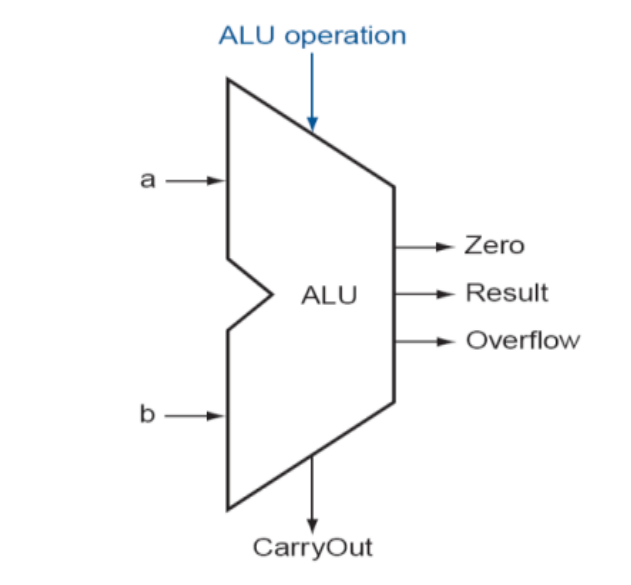 ALU operation
a
Zero
ALU
Result
Overflow
b
CarryOut